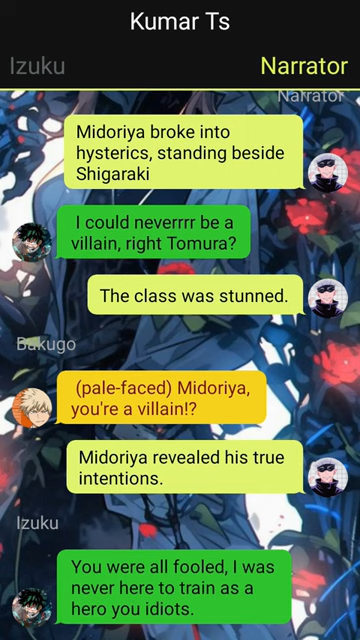 Kumar Ts
Izuku
Narrator
Narrator
Midoriya broke into
hysterics, standing beside
Shigaraki
I could neverrrr be a
villain, right Tomura?
The class was stunned.
Bakugo
(pale-faced) Midoriya,
you're a villain!?
Midoriya revealed his true
intentions.
Izuku
You were all fooled, I was
never here to train as a
hero you idiots.